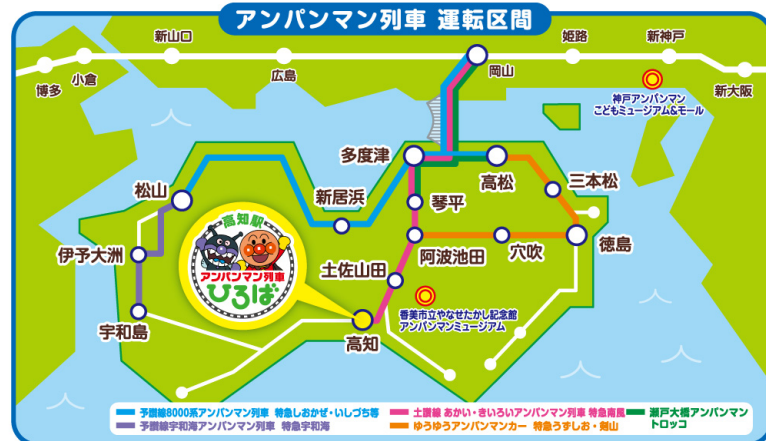 アンパンマン列車 運転区間
新山口
姫路
新神戸
小倉
広島
岡山
博多
新大阪
神戸アンパンマン
こどもミュージアム&モール
多度津
高松
三本松
松山
新居浜
琴平
高知駅
アンパンマン列車
ひろば
伊予大洲
阿波池田
穴吹
徳島
土佐山田
宇和島
香美市立やなせたかし記念館
アンパンマンミュージアム
高知
予讃線8000系アンパンマン列車 特急しおかぜ・いしづち等
土讃線 あかい・きいろいアンパンマン列車 特急南風
瀬戸大橋アンパンマン
トロッコ
予讃線宇和海アンパンマン列車 特急宇和海
ゆうゆうアンパンマンカー 特急うずしお・剣山